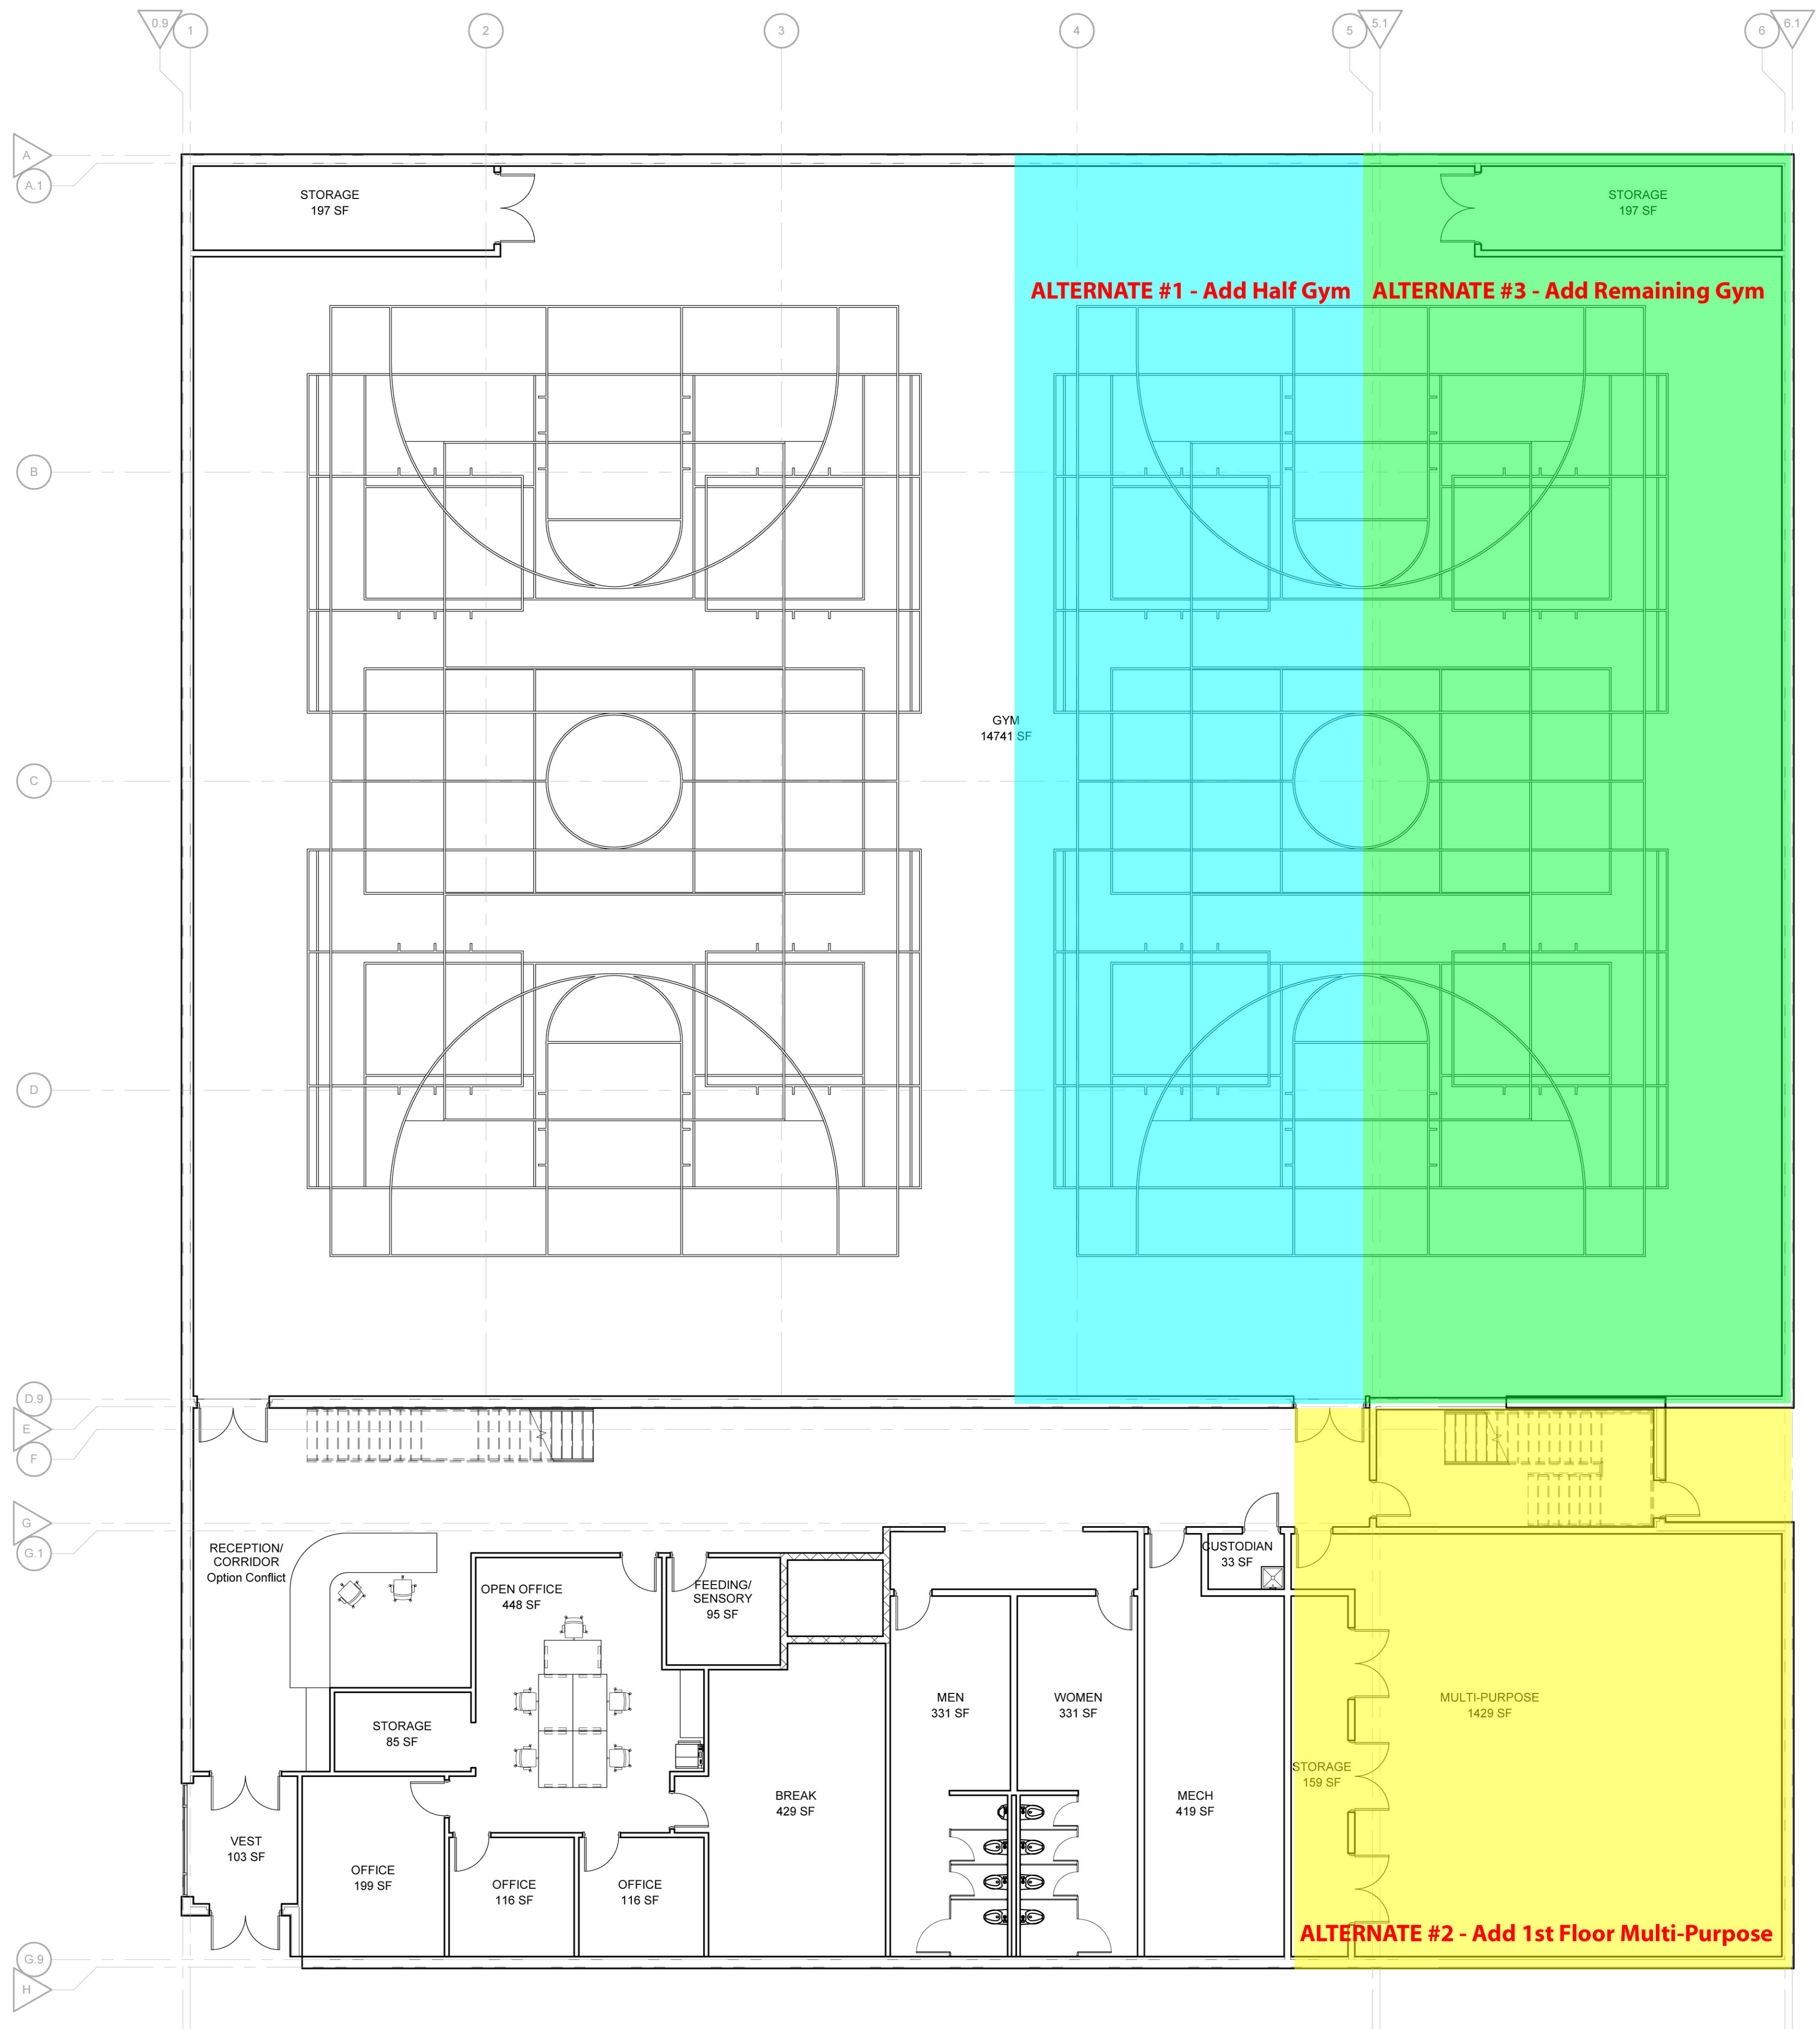 0.9
1
2
3
4
5
5.1
6
6.1
A
A.1
STORAGE
197 SF
STORAGE
197 SF
ALTERNATE #1 - Add Half Gym
ALTERNATE #3 - Add Remaining Gym
B
GYM
14741 SF
C
D
D.9
E
F
G
G.1
RECEPTION/
CORRIDOR
Option Conflict
OPEN OFFICE
448 SF
FEEDING/
SENSORY
95 SF
CUSTODIAN
33 SF
STORAGE
85 SF
MEN
331 SF
WOMEN
331 SF
MULTI-PURPOSE
1429 SF
STORAGE
159 SF
BREAK
429 SF
MECH
419 SF
VEST
103 SF
OFFICE
199 SF
OFFICE
116 SF
OFFICE
116 SF
ALTERNATE #2 - Add 1st Floor Multi-Purpose
G.9
H